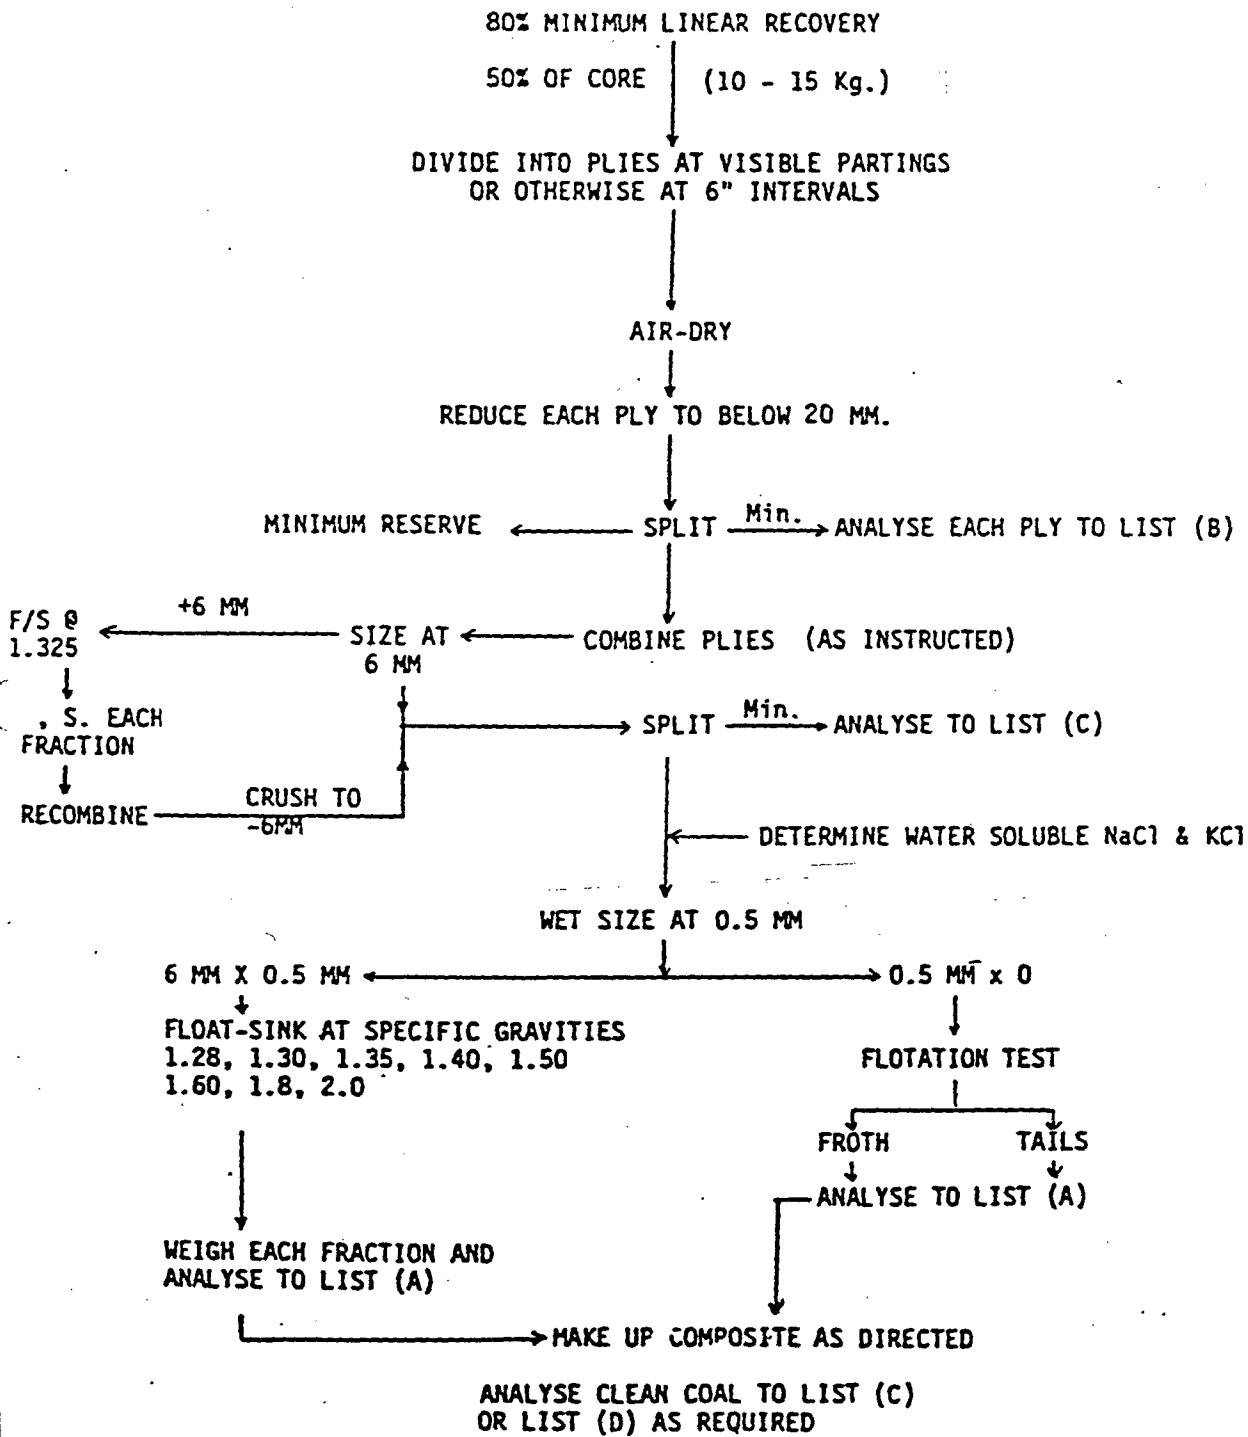 80% MINIMUM LINEAR RECOVERY
50% OF CORE (10 - 15 Kg.)
DIVIDE INTO PLIES AT VISIBLE PARTINGS
OR OTHERWISE AT 6" INTERVALS
AIR-DRY
REDUCE EACH PLY TO BELOW 20 MM.
MINIMUM RESERVE SPLIT Min. ANALYSE EACH PLY TO LIST (B)
F/S @
1.325
+6 MM
SIZE AT
6 MM
COMBINE PLIES (AS INSTRUCTED)
, S. EACH
FRACTION
SPLIT Min. ANALYSE TO LIST (C)
RECOMBINE
CRUSH TO
-6MM
DETERMINE WATER SOLUBLE NaCl & KCl
WET SIZE AT 0.5 MM
6 MM X 0.5 MM
0.5 MM x 0
FLOAT-SINK AT SPECIFIC GRAVITIES
1.28, 1.30, 1.35, 1.40, 1.50
1.60, 1.8, 2.0
FLOTATION TEST
FROTH TAILS
ANALYSE TO LIST (A)
WEIGH EACH FRACTION AND
ANALYSE TO LIST (A)
MAKE UP COMPOSITE AS DIRECTED
ANALYSE CLEAN COAL TO LIST (C)
OR LIST (D) AS REQUIRED